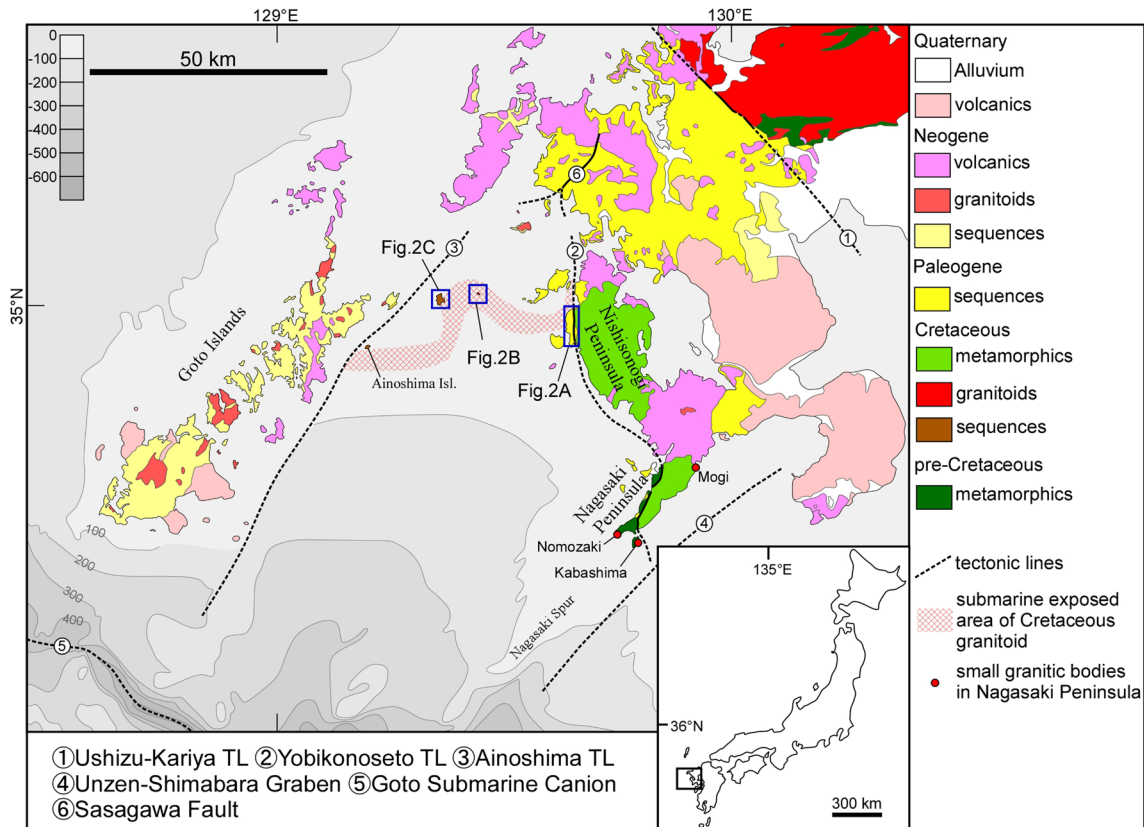 129°E
130°E
0
-100
-200
-300
-400
-500
-600
50 km
⑥
③
②
①
Fig.2C
35°N
Fig.2B
Goto Islands
Nishisonogi
Peninsula
Ainoshima Isl.
Fig.2A
Mogi
Nagasaki
Peninsula
④
Nomozaki
Kabashima
100
200
300
400
⑤
Nagasaki Spur
Quaternary
Alluvium
volcanics
Neogene
volcanics
granitoids
sequences
Paleogene
sequences
Cretaceous
metamorphics
granitoids
sequences
pre-Cretaceous
metamorphics
tectonic lines
submarine exposed
area of Cretaceous
granitoid
small granitic bodies
in Nagasaki Peninsula
135°E
36°N
300 km
①Ushizu-Kariya TL ②Yobikonoseto TL ③Ainoshima TL
④Unzen-Shimabara Graben ⑤Goto Submarine Canion
⑥Sasagawa Fault